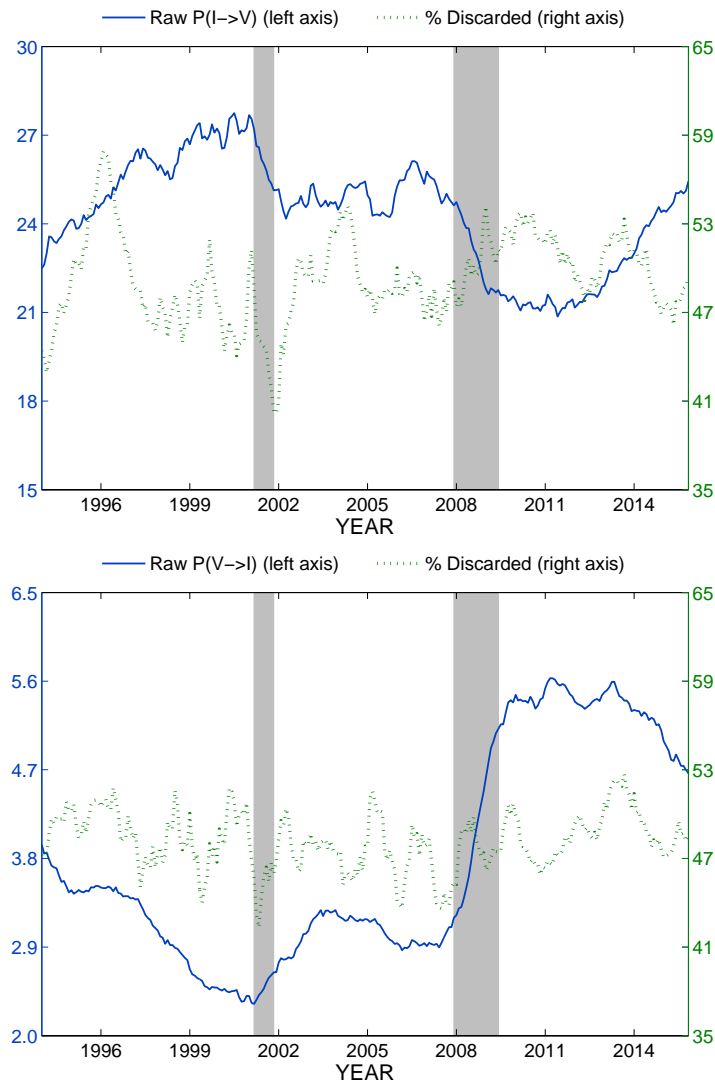 Raw P(I−>V) (left axis) % Discarded (right axis)
30 65
27 59
24 53
21 47
18 41
15 35
1996 1999 2002 2005 2008 2011 2014
YEAR
Raw P(V−>I) (left axis) % Discarded (right axis)
6.5 65
5.6 59
4.7 53
3.8 47
2.9 41
2.0 35
1996 1999 2002 2005 2008 2011 2014
YEAR